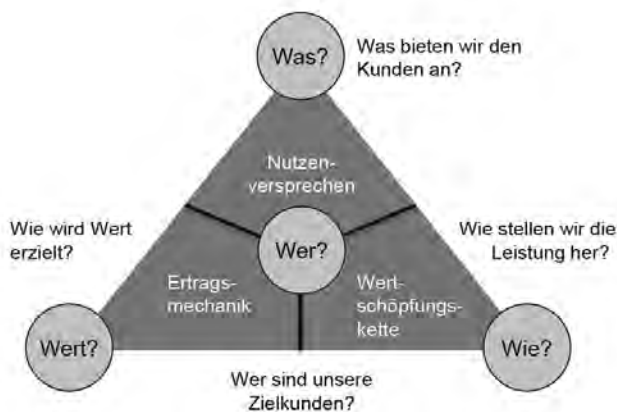 Was?
Was bieten wir den
Kunden an?
Nutzen-
versprechen
Wie wird Wert
erzielt?
Wer?
Wie stellen wir die
Leistung her?
Ertrags-
mechanik
Wert-
schöpfungs-
kette
Wert?
Wie?
Wer sind unsere
Zielkunden?